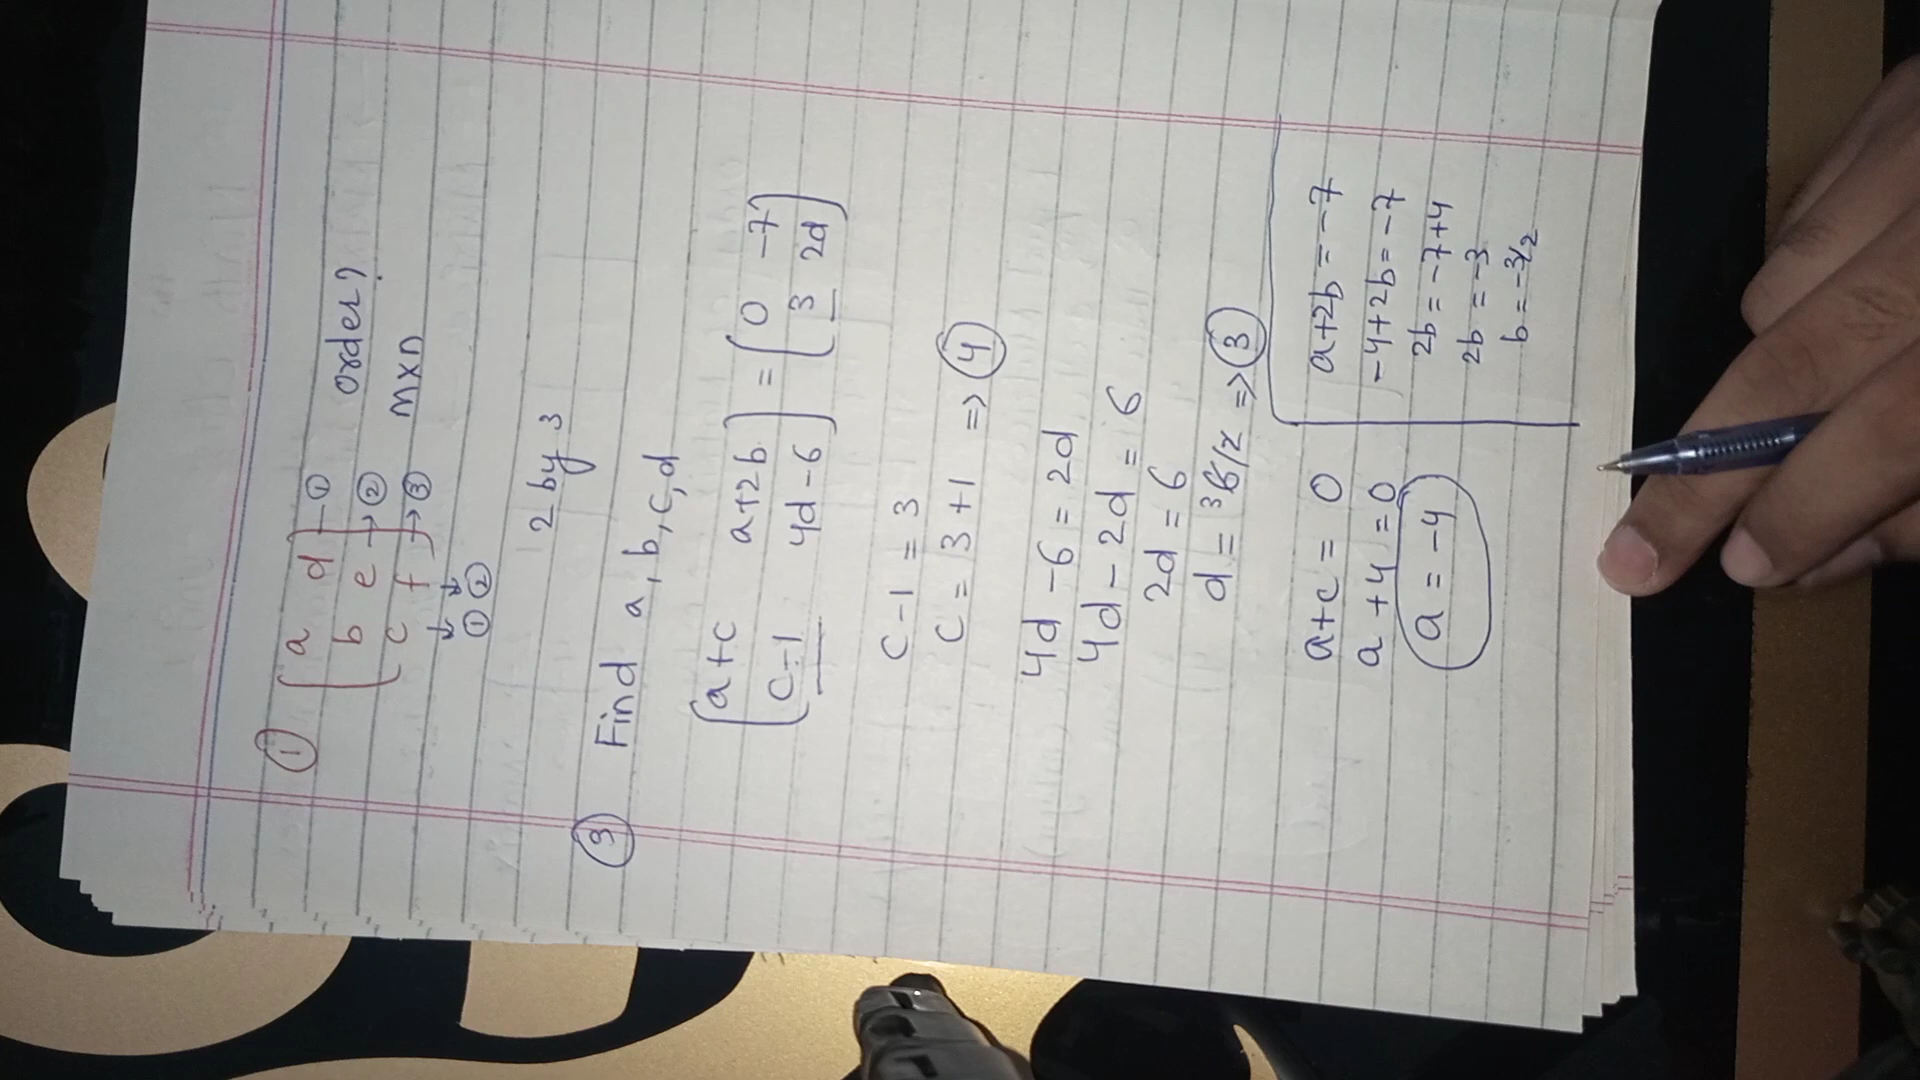 ① [ a d ] → ①
b e → ② order?
c f → ③ m×n
↓ ↓
① ②
2 by 3
③ Find a, b, c, d
[ a+c a+2b ] = [ 0 -7 ]
[ c-1 4d-6 ] [ 3 2d ]
c-1 = 3
c = 3+1 => ④
4d -6 = 2d
4d - 2d = 6
2d = 6
d = ³6/2 => ③
a+c = 0
a +4 = 0
a = -4
a+2b = -7
-4+2b = -7
2b = -7+4
2b = -3
b = -3/2